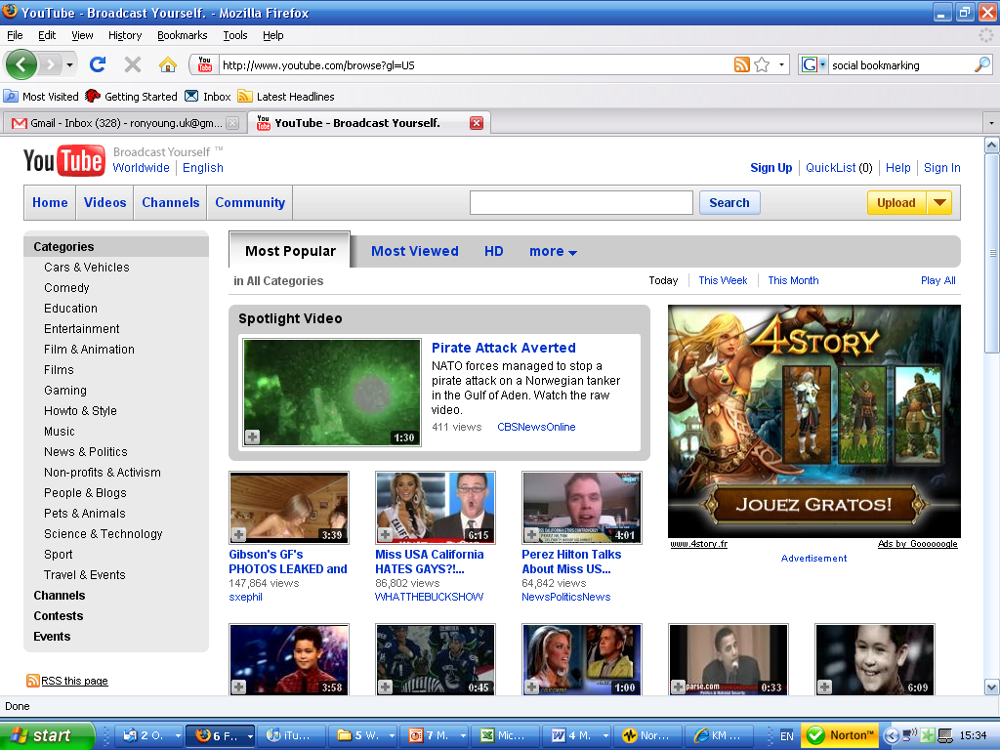 YouTube - Broadcast Yourself. - Mozilla Firefox
File Edit View History Bookmarks Tools Help
http://www.youtube.com/browse?gl=US
social bookmarking
Most Visited Getting Started Inbox Latest Headlines
Gmail - Inbox (328) - ronyoung.uk@gm...
YouTube - Broadcast Yourself.
YouTube Broadcast Yourself ™
Worldwide English
Sign Up QuickList (0) Help Sign In
Home Videos Channels Community
Search
Upload
Categories
Cars & Vehicles
Comedy
Education
Entertainment
Film & Animation
Films
Gaming
Howto & Style
Music
News & Politics
Non-profits & Activism
People & Blogs
Pets & Animals
Science & Technology
Sport
Travel & Events
Channels
Contests
Events
RSS this page
Most Popular Most Viewed HD more
in All Categories
Today This Week This Month Play All
Spotlight Video
1:30
Pirate Attack Averted
NATO forces managed to stop a
pirate attack on a Norwegian tanker
in the Gulf of Aden. Watch the raw
video.
411 views CBSNewsOnline
4STORY
JOUEZ GRATOS!
www.4story.fr Ads by Gooooogle
Advertisement
3:39
Gibson's GF's
PHOTOS LEAKED and
147,864 views
sxephil
6:15
Miss USA California
HATES GAYS?!...
86,802 views
WHATTHEBUCKSHOW
4:01
Perez Hilton Talks
About Miss US...
64,842 views
NewsPoliticsNews
3:58
0:45
1:00
parse.com
0:33
6:09
Done
start
2 O...
6 F...
iTu...
5 W...
7 M...
Mic...
4 M...
Nor...
KM ...
EN
Norton™
15:34